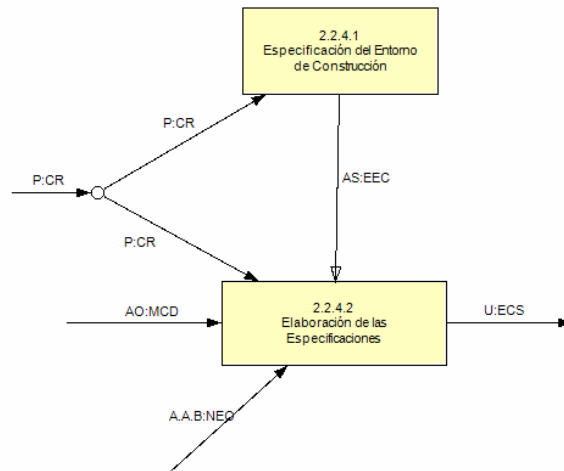 2.2.4.1
Especificación del Entorno
de Construcción
P:CR
P:CR
AS:EEC
P:CR
2.2.4.2
Elaboración de las
Especificaciones
AO:MCD
U:ECS
A.A.B:NEO